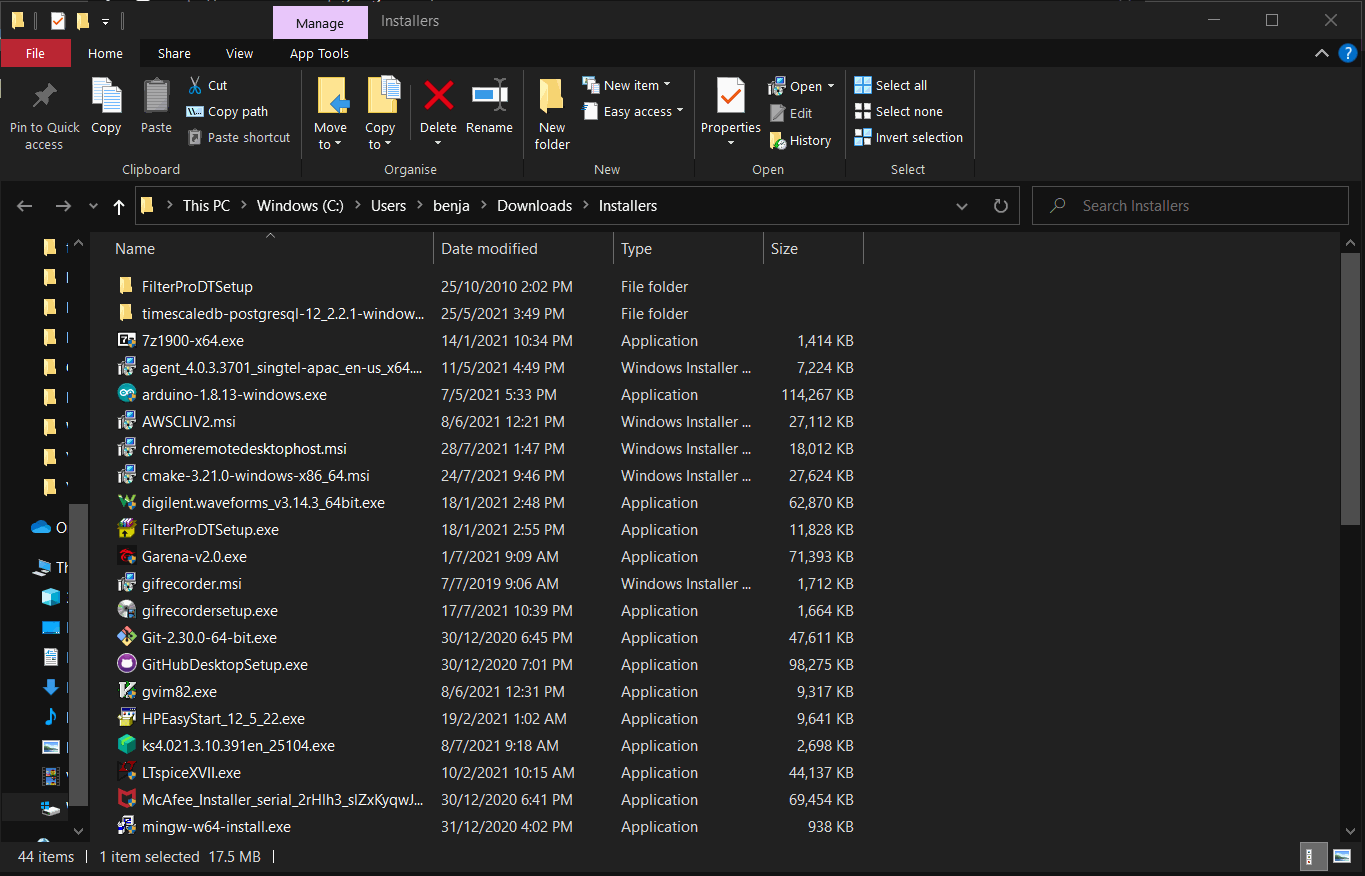 Manage Installers
File Home Share View App Tools
Pin to Quick access
Copy
Paste
Cut
Copy path
Paste shortcut
Clipboard
Move to
Copy to
Delete
Rename
Organise
New folder
New item
Easy access
New
Properties
Open
Edit
History
Open
Select all
Select none
Invert selection
Select
This PC Windows (C:) Users benja Downloads Installers
Search Installers
Name Date modified Type Size
FilterProDTSetup 25/10/2010 2:02 PM File folder
timescaledb-postgresql-12_2.2.1-window... 25/5/2021 3:49 PM File folder
7z1900-x64.exe 14/1/2021 10:34 PM Application 1,414 KB
agent_4.0.3.3701_singtel-apac_en-us_x64.... 11/5/2021 4:49 PM Windows Installer ... 7,224 KB
arduino-1.8.13-windows.exe 7/5/2021 5:33 PM Application 114,267 KB
AWSCLIV2.msi 8/6/2021 12:21 PM Windows Installer ... 27,112 KB
chromeremotedesktophost.msi 28/7/2021 1:47 PM Windows Installer ... 18,012 KB
cmake-3.21.0-windows-x86_64.msi 24/7/2021 9:46 PM Windows Installer ... 27,624 KB
digilent.waveforms_v3.14.3_64bit.exe 18/1/2021 2:48 PM Application 62,870 KB
FilterProDTSetup.exe 18/1/2021 2:55 PM Application 11,828 KB
Garena-v2.0.exe 1/7/2021 9:09 AM Application 71,393 KB
gifrecorder.msi 7/7/2019 9:06 AM Windows Installer ... 1,712 KB
gifrecordersetup.exe 17/7/2021 10:39 PM Application 1,664 KB
Git-2.30.0-64-bit.exe 30/12/2020 6:45 PM Application 47,611 KB
GitHubDesktopSetup.exe 30/12/2020 7:01 PM Application 98,275 KB
gvim82.exe 8/6/2021 12:31 PM Application 9,317 KB
HPEasyStart_12_5_22.exe 19/2/2021 1:02 AM Application 9,641 KB
ks4.021.3.10.391en_25104.exe 8/7/2021 9:18 AM Application 2,698 KB
LTspiceXVII.exe 10/2/2021 10:15 AM Application 44,137 KB
McAfee_Installer_serial_2rHlh3_slZxKyqwJ... 30/12/2020 6:41 PM Application 69,454 KB
mingw-w64-install.exe 31/12/2020 4:02 PM Application 938 KB
44 items 1 item selected 17.5 MB